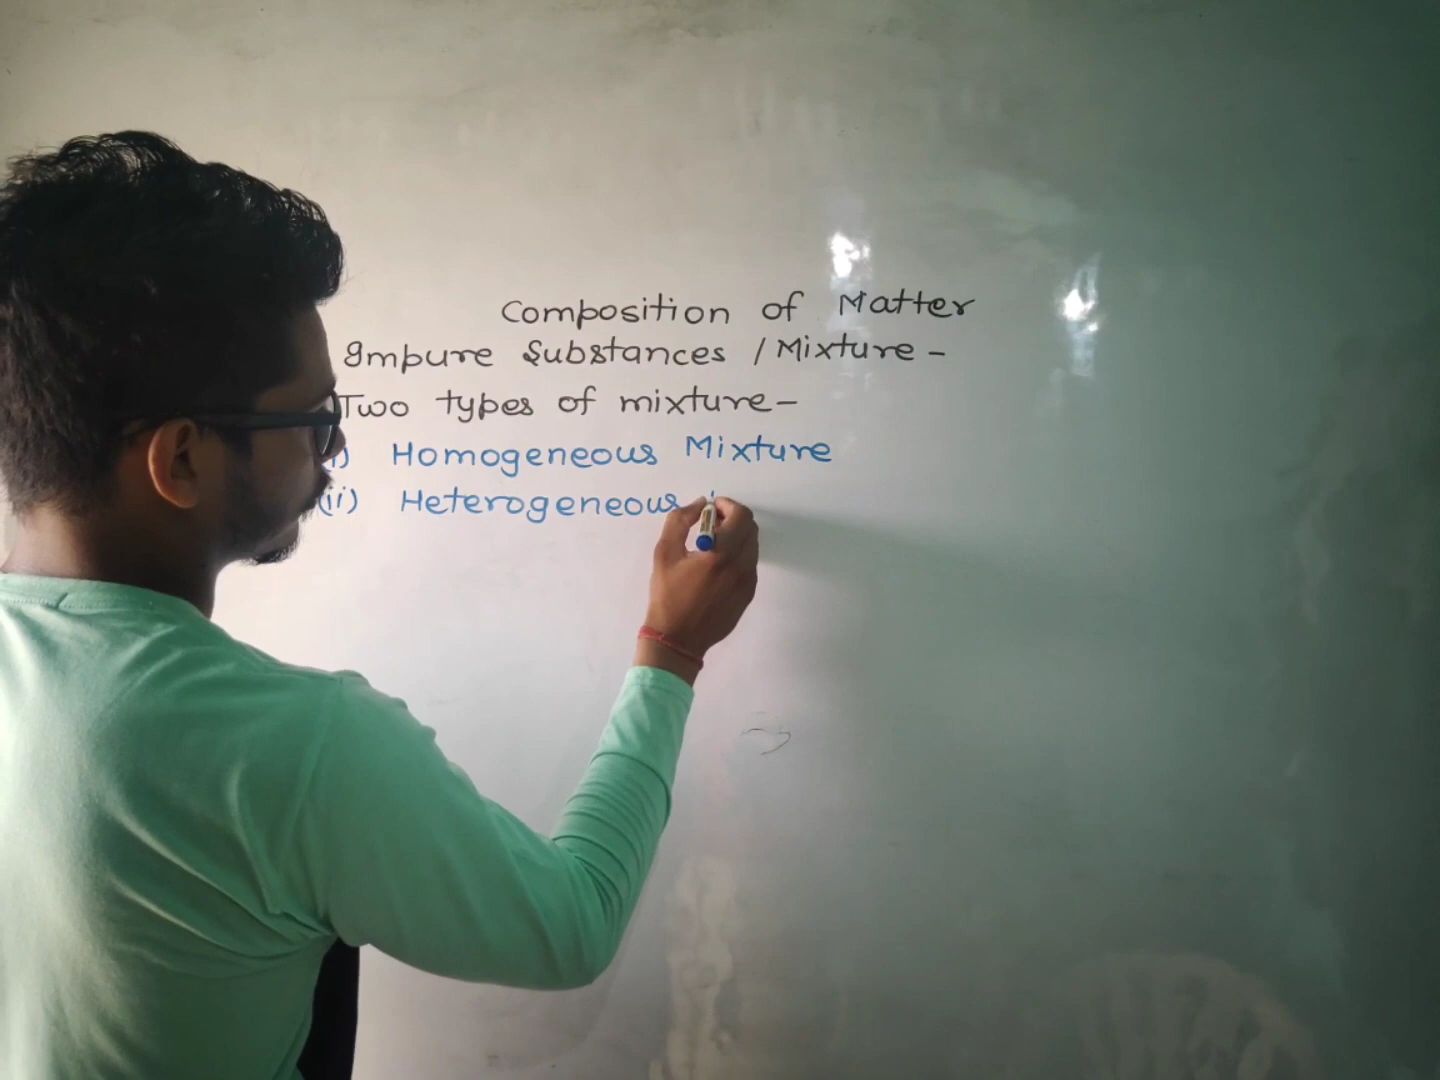 Composition of Matter
Impure Substances / Mixture -
Two types of mixture -
(i) Homogeneous Mixture
(ii) Heterogeneous